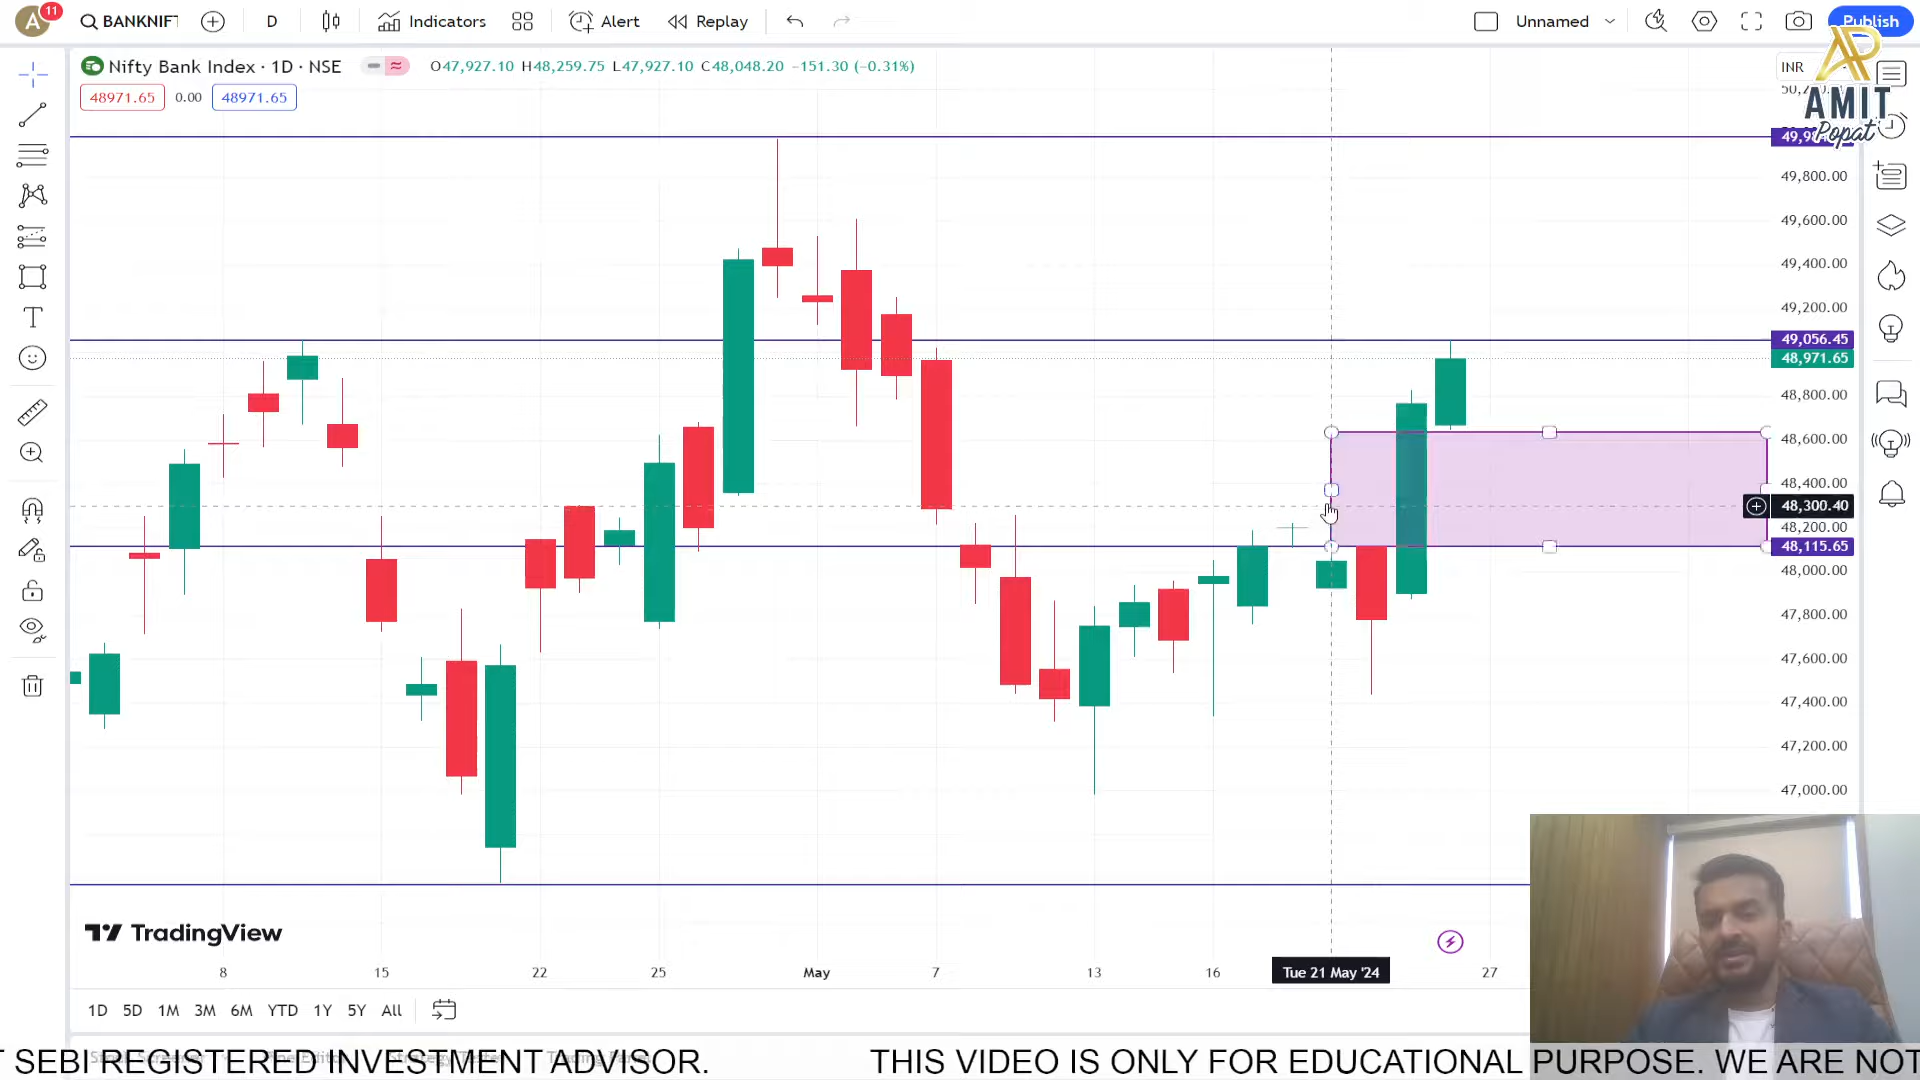 A 11 BANKNIFT D Indicators Alert Replay Unnamed Publish
Nifty Bank Index · 1D · NSE O47,927.10 H48,259.75 L47,927.10 C48,048.20 −151.30 (−0.31%) INR
48971.65 0.00 48971.65
AP
AMIT
Popat
49,800.00
49,600.00
49,400.00
49,200.00
49,056.45
48,971.65
48,800.00
48,600.00
48,400.00
48,300.40
48,200.00
48,115.65
48,000.00
47,800.00
47,600.00
47,400.00
47,200.00
47,000.00
TradingView
8 15 22 25 May 7 13 16 Tue 21 May '24 27
1D 5D 1M 3M 6M YTD 1Y 5Y All
SEBI REGISTERED INVESTMENT ADVISOR. THIS VIDEO IS ONLY FOR EDUCATIONAL PURPOSE. WE ARE NOT